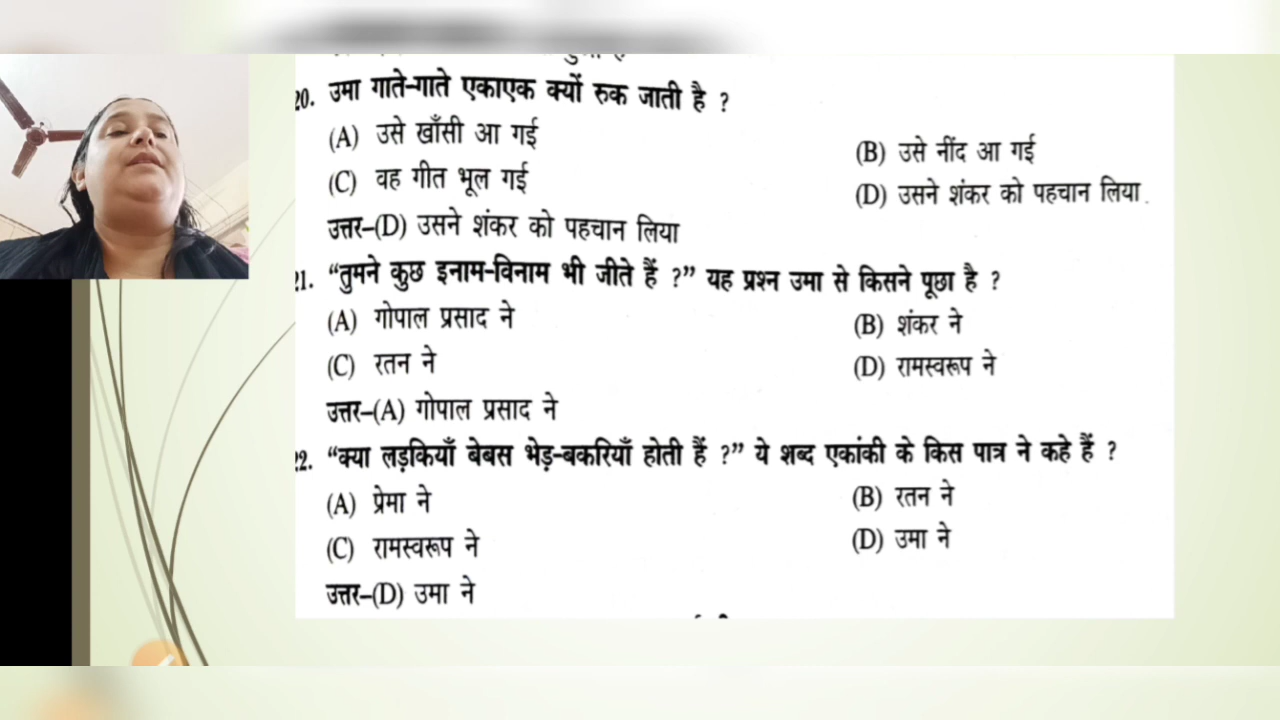 20. उमा गाते-गाते एकाएक क्यों रुक जाती है ?
(A) उसे खाँसी आ गई
(B) उसे नींद आ गई
(C) वह गीत भूल गई
(D) उसने शंकर को पहचान लिया.
उत्तर–(D) उसने शंकर को पहचान लिया
21. “तुमने कुछ इनाम-विनाम भी जीते हैं ?” यह प्रश्न उमा से किसने पूछा है ?
(A) गोपाल प्रसाद ने
(B) शंकर ने
(C) रतन ने
(D) रामस्वरूप ने
उत्तर–(A) गोपाल प्रसाद ने
22. “क्या लड़कियाँ बेबस भेड़-बकरियाँ होती हैं ?” ये शब्द एकांकी के किस पात्र ने कहे हैं ?
(A) प्रेमा ने
(B) रतन ने
(C) रामस्वरूप ने
(D) उमा ने
उत्तर–(D) उमा ने